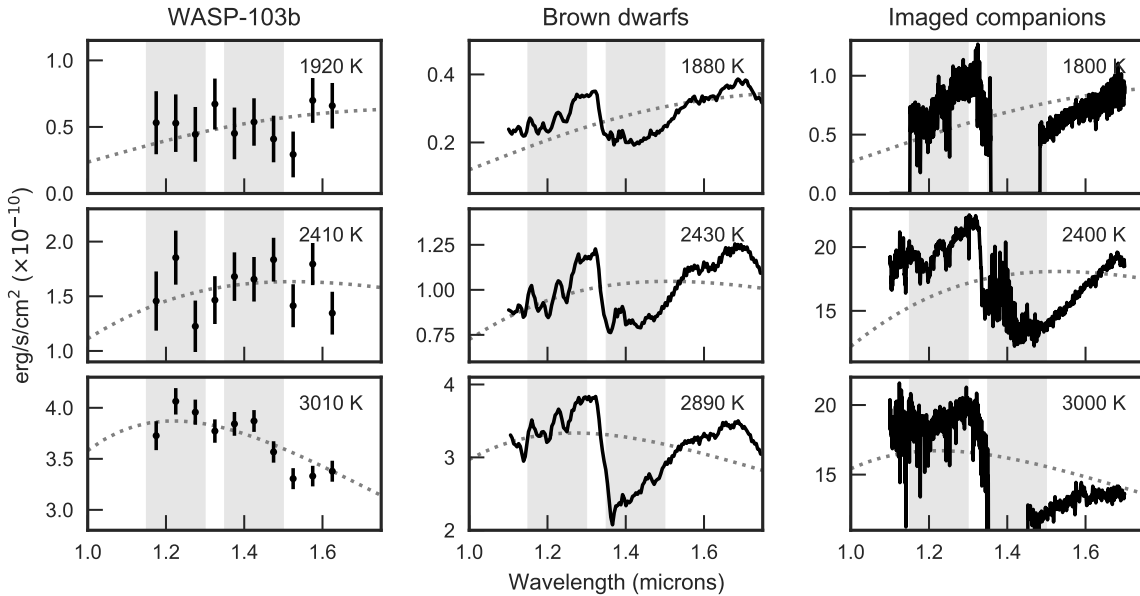 WASP-103b Brown dwarfs Imaged companions
1920 K 1880 K 1800 K
1.0 0.5 0.0
0.4 0.2
1.0 0.5 0.0
2410 K 2430 K 2400 K
2.0 1.5 1.0
1.25 1.00 0.75
20 15
3010 K 2890 K 3000 K
4.0 3.5 3.0
4 3 2
20 15
1.0 1.2 1.4 1.6 1.0 1.2 1.4 1.6 1.0 1.2 1.4 1.6
erg/s/cm² (×10⁻¹⁰)
Wavelength (microns)